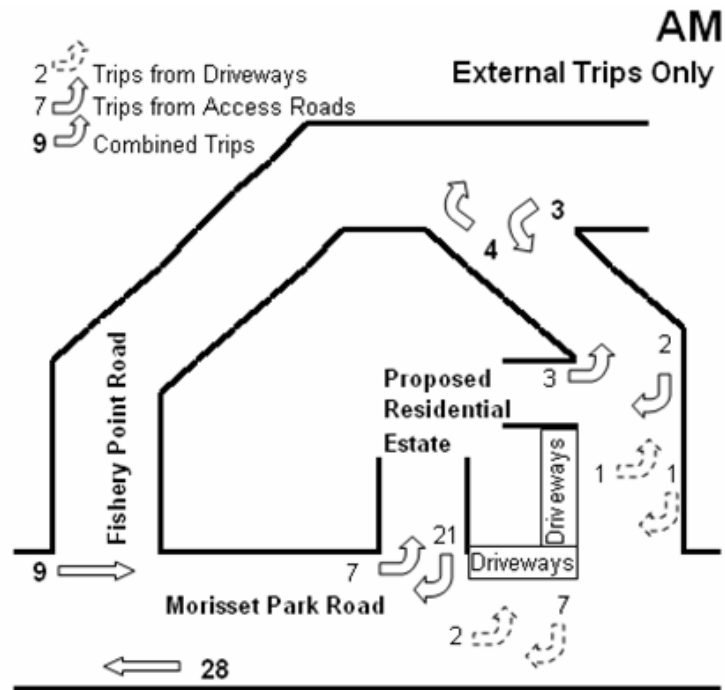 AM
External Trips Only
2 Trips from Driveways
7 Trips from Access Roads
9 Combined Trips
3
4
2
3
Proposed
Residential
Estate
Fishery Point Road
Driveways
1
1
21
9
7
Driveways
Morisset Park Road
7
2
28